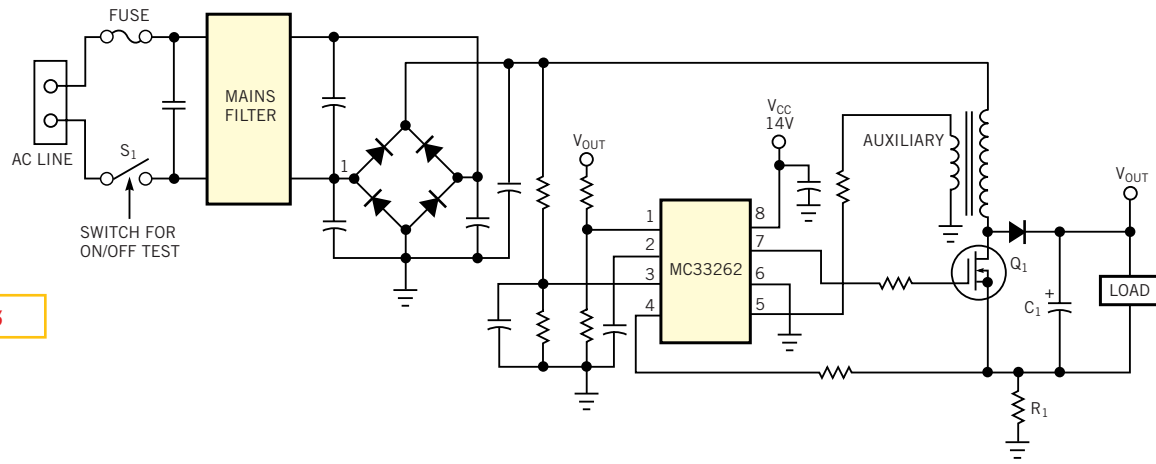 FUSE
AC LINE
S1
SWITCH FOR
ON/OFF TEST
MAINS
FILTER
1
VOUT
1
2
3
4
MC33262
8
7
6
5
VCC
14V
AUXILIARY
Q1
VOUT
C1
+
LOAD
R1